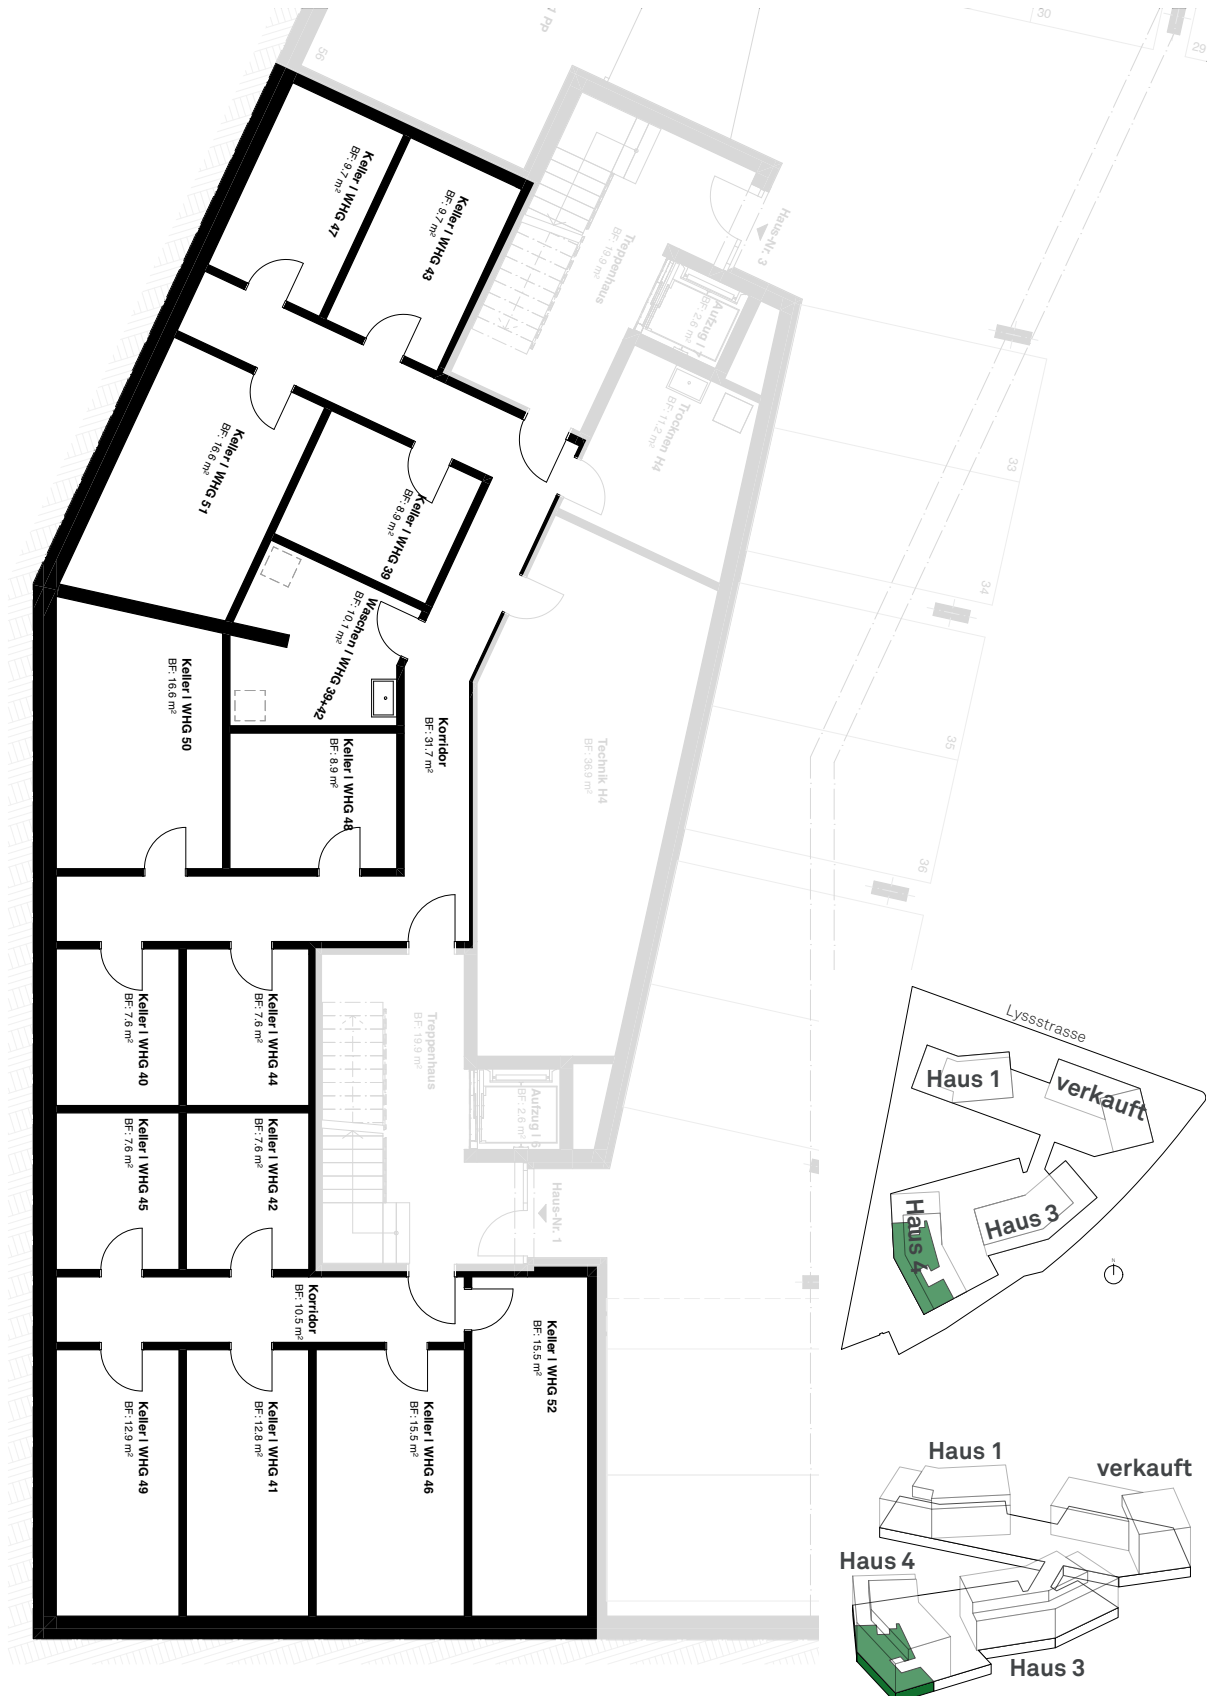 1 Pp
56
30
29
Keller I WHG 47
BF: 9.7 m²
Keller I WHG 43
BF: 9.7 m²
Treppenhaus
BF: 19.9 m²
Haus-Nr. 3
Aufzug I 7
BF: 2.6 m²
Trocknen H4
BF: 11.2 m²
33
34
35
36
Keller I WHG 51
BF: 16.6 m²
Keller I WHG 39
BF: 8.9 m²
Waschen I WHG 39+42
BF: 10.1 m²
Keller I WHG 50
BF: 16.6 m²
Keller I WHG 48
BF: 8.9 m²
Korridor
BF: 31.7 m²
Technik H4
BF: 36.9 m²
Keller I WHG 40
BF: 7.6 m²
Keller I WHG 44
BF: 7.6 m²
Treppenhaus
BF: 19.9 m²
Aufzug I 6
BF: 2.6 m²
Keller I WHG 45
BF: 7.6 m²
Keller I WHG 42
BF: 7.6 m²
Haus-Nr. 1
Korridor
BF: 10.5 m²
Keller I WHG 52
BF: 15.5 m²
Keller I WHG 49
BF: 12.9 m²
Keller I WHG 41
BF: 12.8 m²
Keller I WHG 46
BF: 15.5 m²
Lyssstrasse
Haus 1
verkauft
Haus 4
Haus 3
N
Haus 1
verkauft
Haus 4
Haus 3